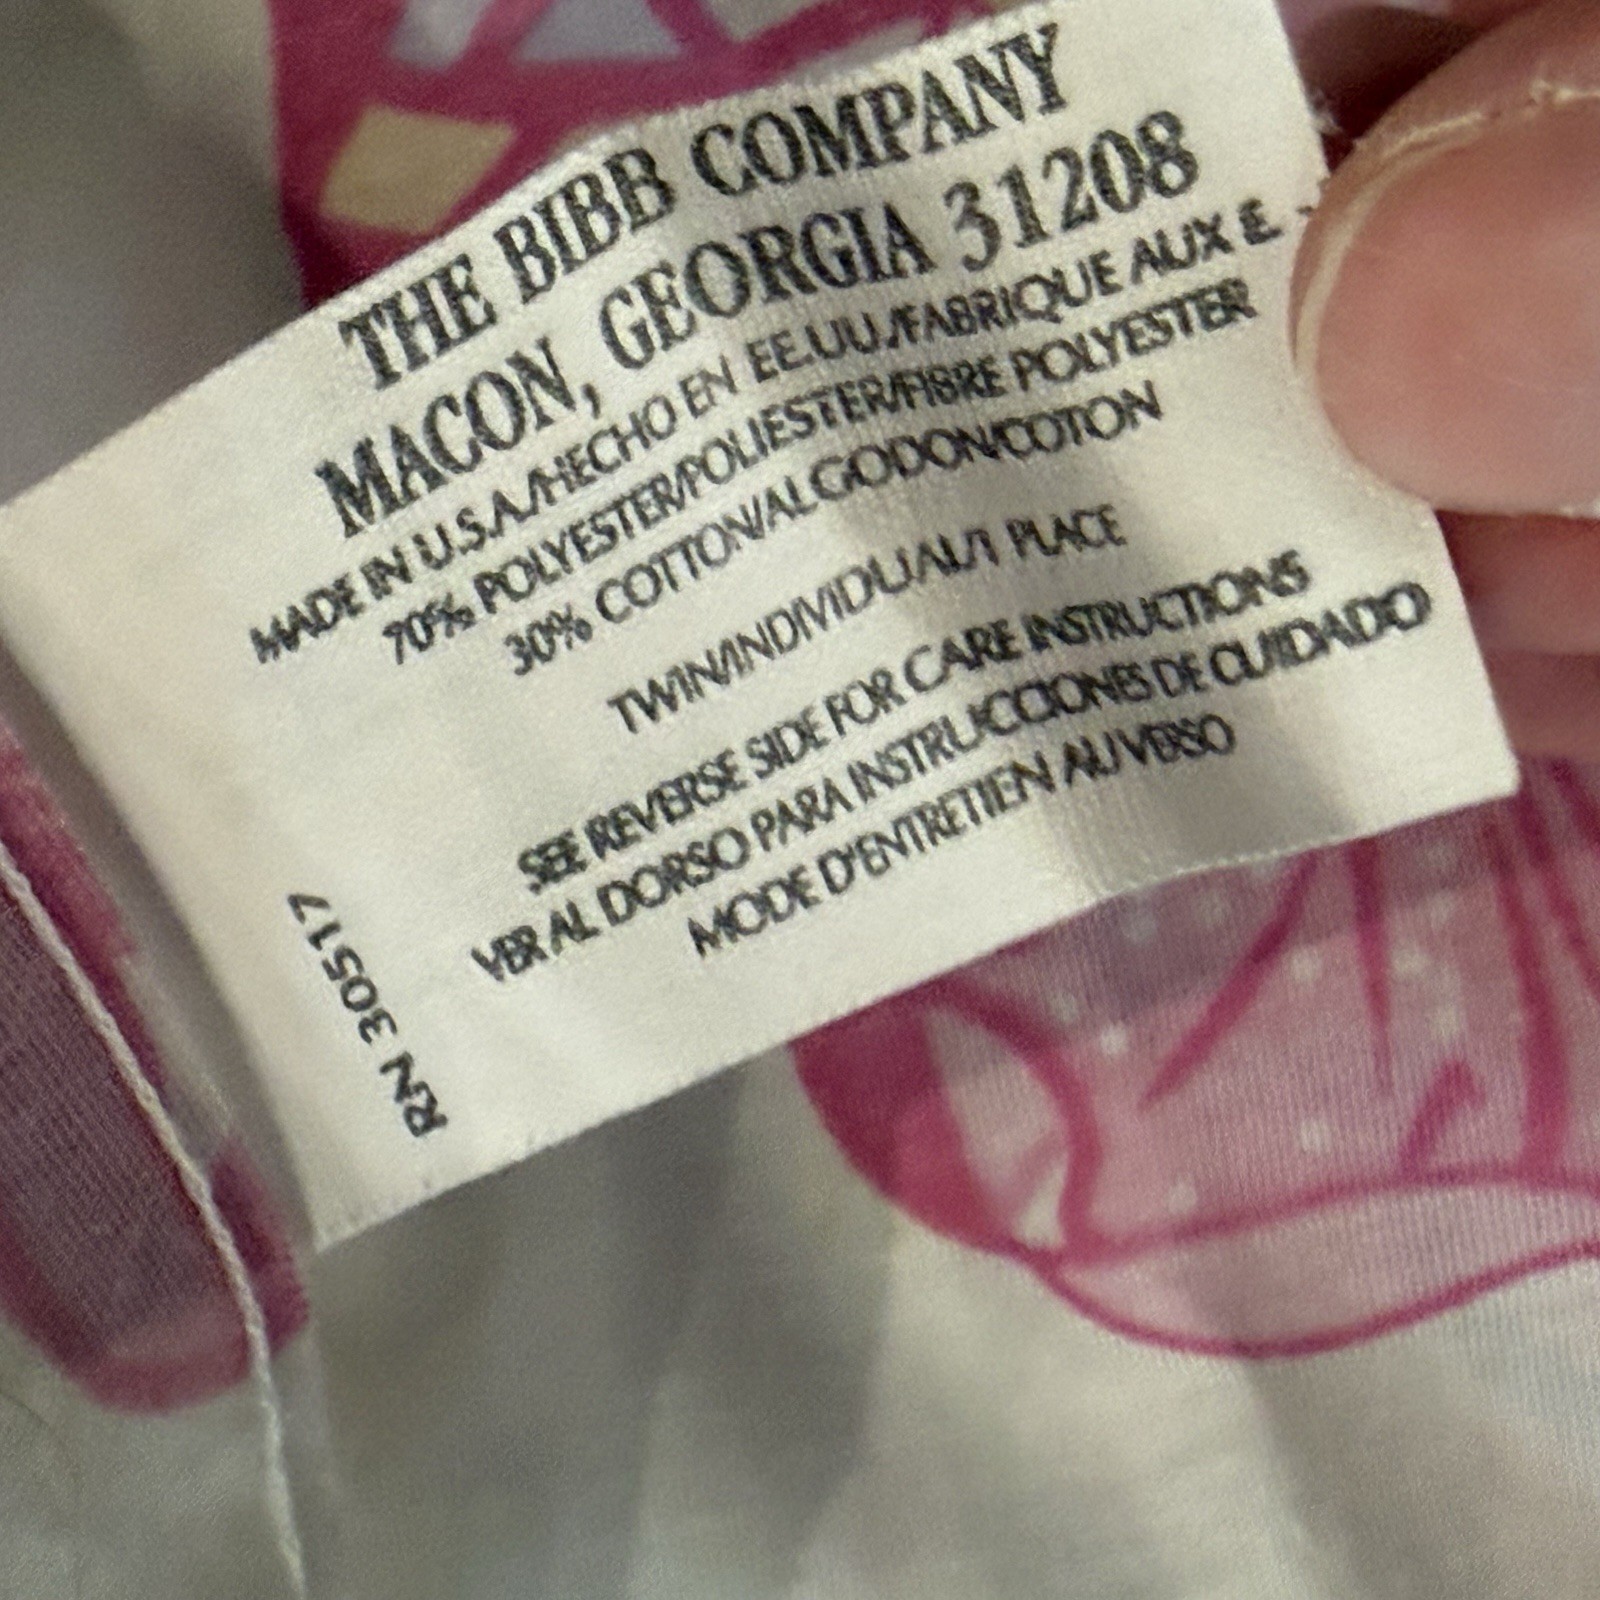 THE BIBB COMPANY
MACON, GEORGIA 31208
MADE IN U.S.A./HECHO EN EE.UU./FABRIQUE AUX E.
70% POLYESTER/POLIESTER/FIBRE POLYESTER
30% COTTON/ALGODON/COTON
TWIN/INDIVIDUAL/1 PLACE
SEE REVERSE SIDE FOR CARE INSTRUCTIONS
VER AL DORSO PARA INSTRUCCIONES DE CUIDADO
MODE D'ENTRETIEN AU VERSO
RN 30517